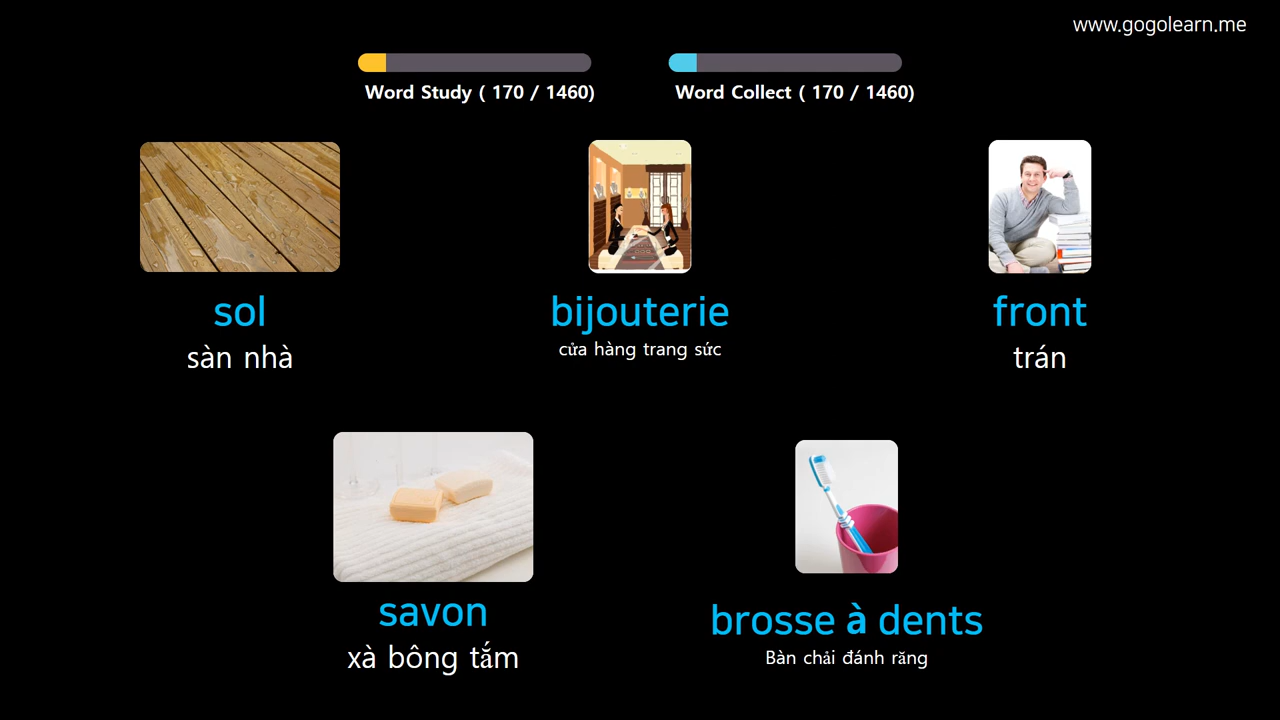 www.gogolearn.me
Word Study ( 170 / 1460)
Word Collect ( 170 / 1460)
sol
sàn nhà
bijouterie
cửa hàng trang sức
front
trán
savon
xà bông tắm
brosse à dents
Bàn chải đánh răng